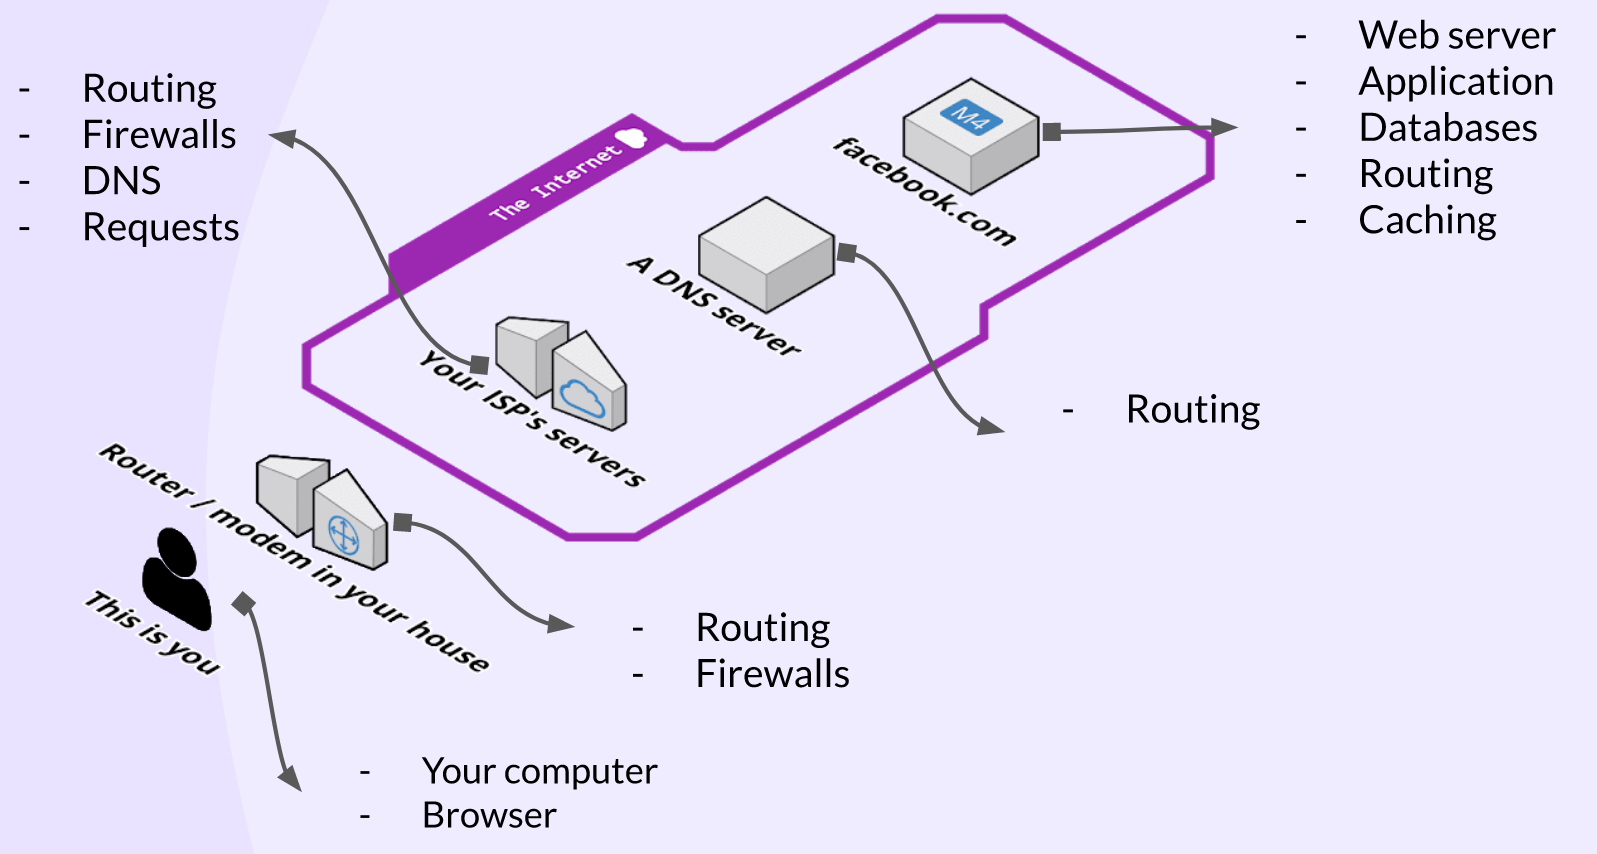 - Routing
- Firewalls
- DNS
- Requests
The Internet
M4
facebook.com
- Web server
- Application
- Databases
- Routing
- Caching
A DNS server
- Routing
Your ISP's servers
Router / modem in your house
- Routing
- Firewalls
This is you
- Your computer
- Browser